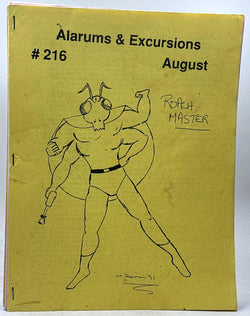 Alarums & Excursions
# 216 August
ROACH
MASTER